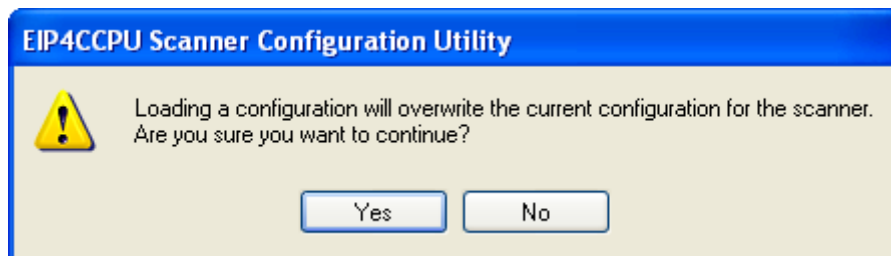 EIP4CCPU Scanner Configuration Utility
Loading a configuration will overwrite the current configuration for the scanner.
Are you sure you want to continue?
Yes No